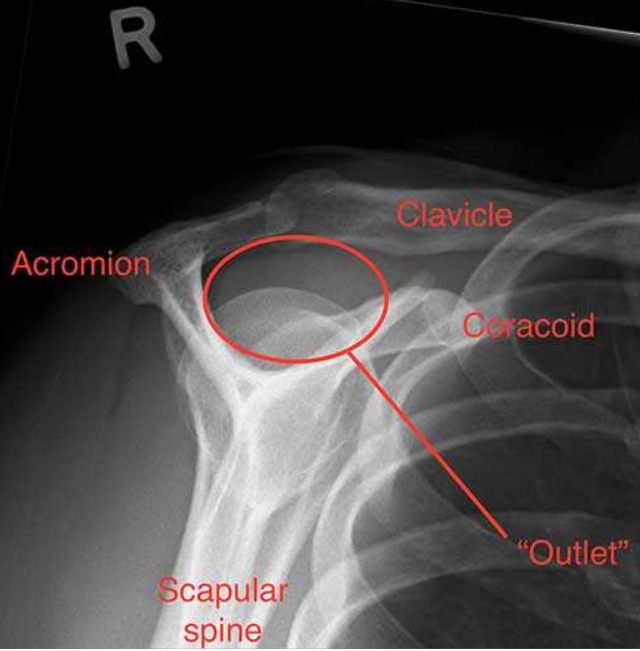 R
Clavicle
Acromion
Coracoid
“Outlet”
Scapular
spine